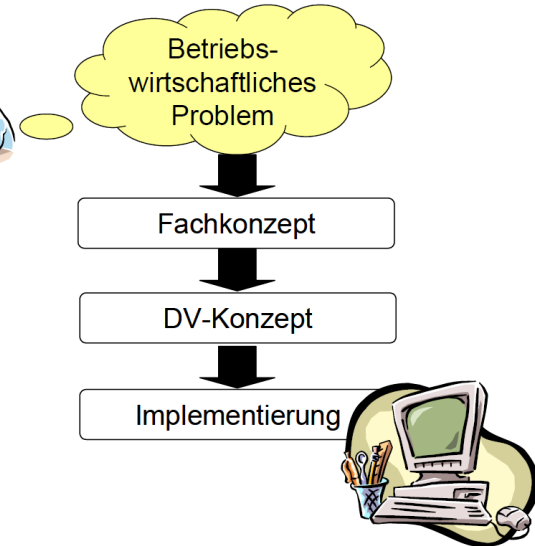 Betriebs-
wirtschaftliches
Problem
Fachkonzept
DV-Konzept
Implementierung